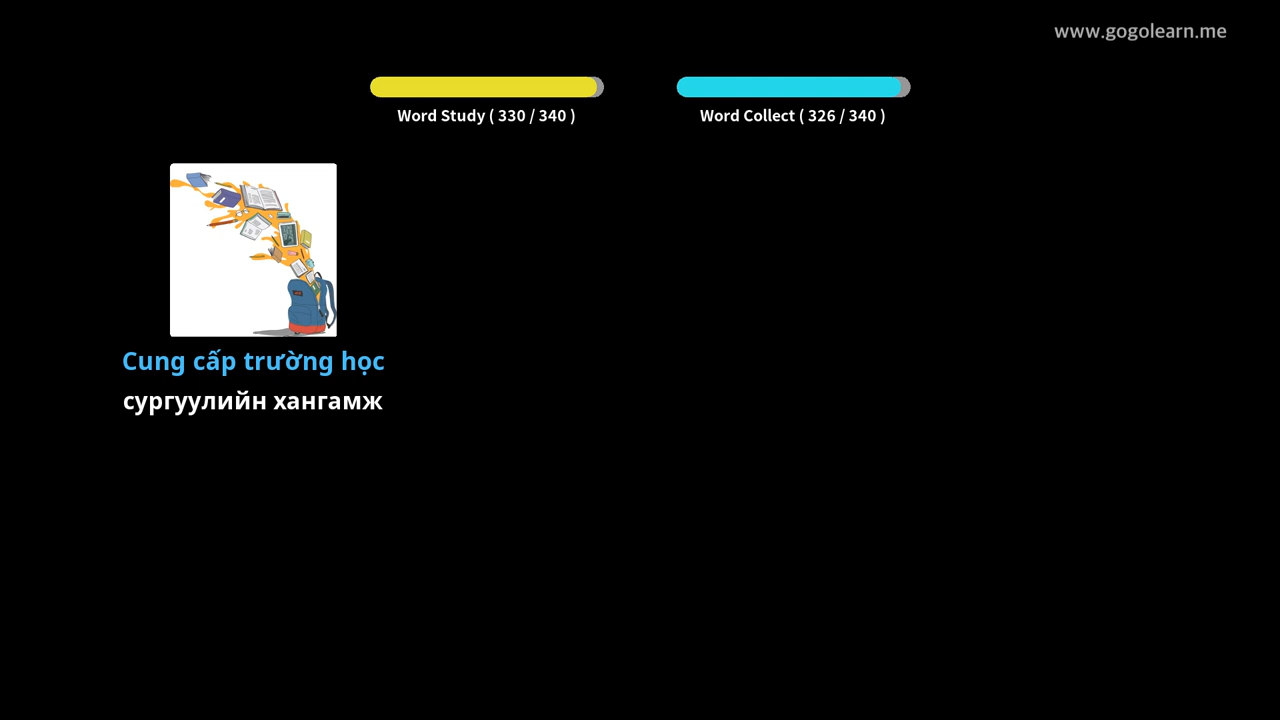 www.gogolearn.me
Word Study ( 330 / 340 )
Word Collect ( 326 / 340 )
Cung cấp trường học
сургуулийн хангамж